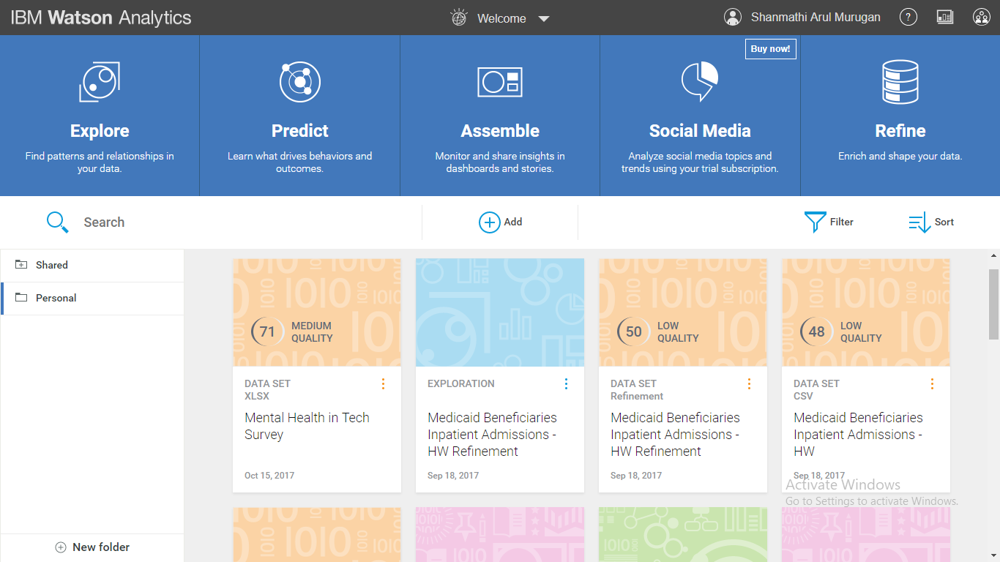 IBM Watson Analytics
Welcome
Shanmathi Arul Murugan
?
Buy now!
Explore
Find patterns and relationships in
your data.
Predict
Learn what drives behaviors and
outcomes.
Assemble
Monitor and share insights in
dashboards and stories.
Social Media
Analyze social media topics and
trends using your trial subscription.
Refine
Enrich and shape your data.
Search
Add
Filter
Sort
Shared
Personal
New folder
71
MEDIUM
QUALITY
DATA SET
XLSX
Mental Health in Tech
Survey
Oct 15, 2017
EXPLORATION
Medicaid Beneficiaries
Inpatient Admissions -
HW Refinement
Sep 18, 2017
50
LOW
QUALITY
DATA SET
Refinement
Medicaid Beneficiaries
Inpatient Admissions -
HW Refinement
Sep 18, 2017
48
LOW
QUALITY
DATA SET
CSV
Medicaid Beneficiaries
Inpatient Admissions -
HW
Sep 18, 2017
Activate Windows
Go to Settings to activate Windows.